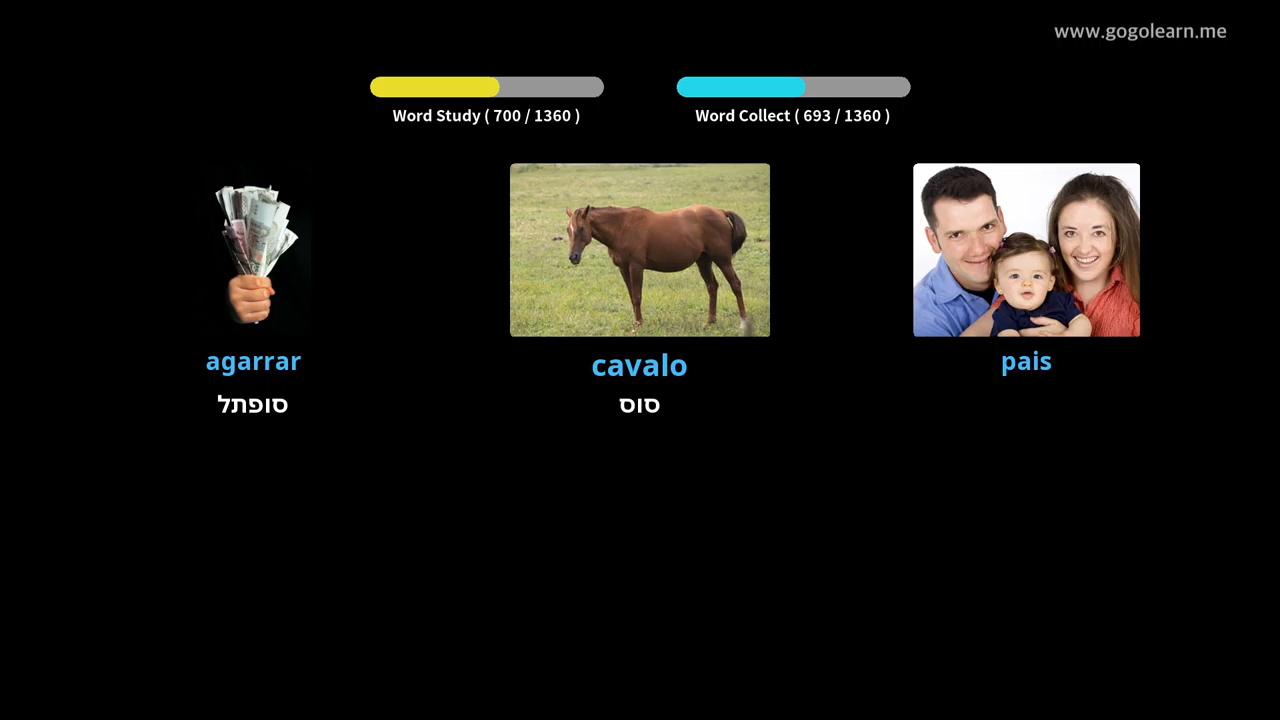 www.gogolearn.me
Word Study ( 700 / 1360 )
Word Collect ( 693 / 1360 )
agarrar
cavalo
pais
סופתל
סוס